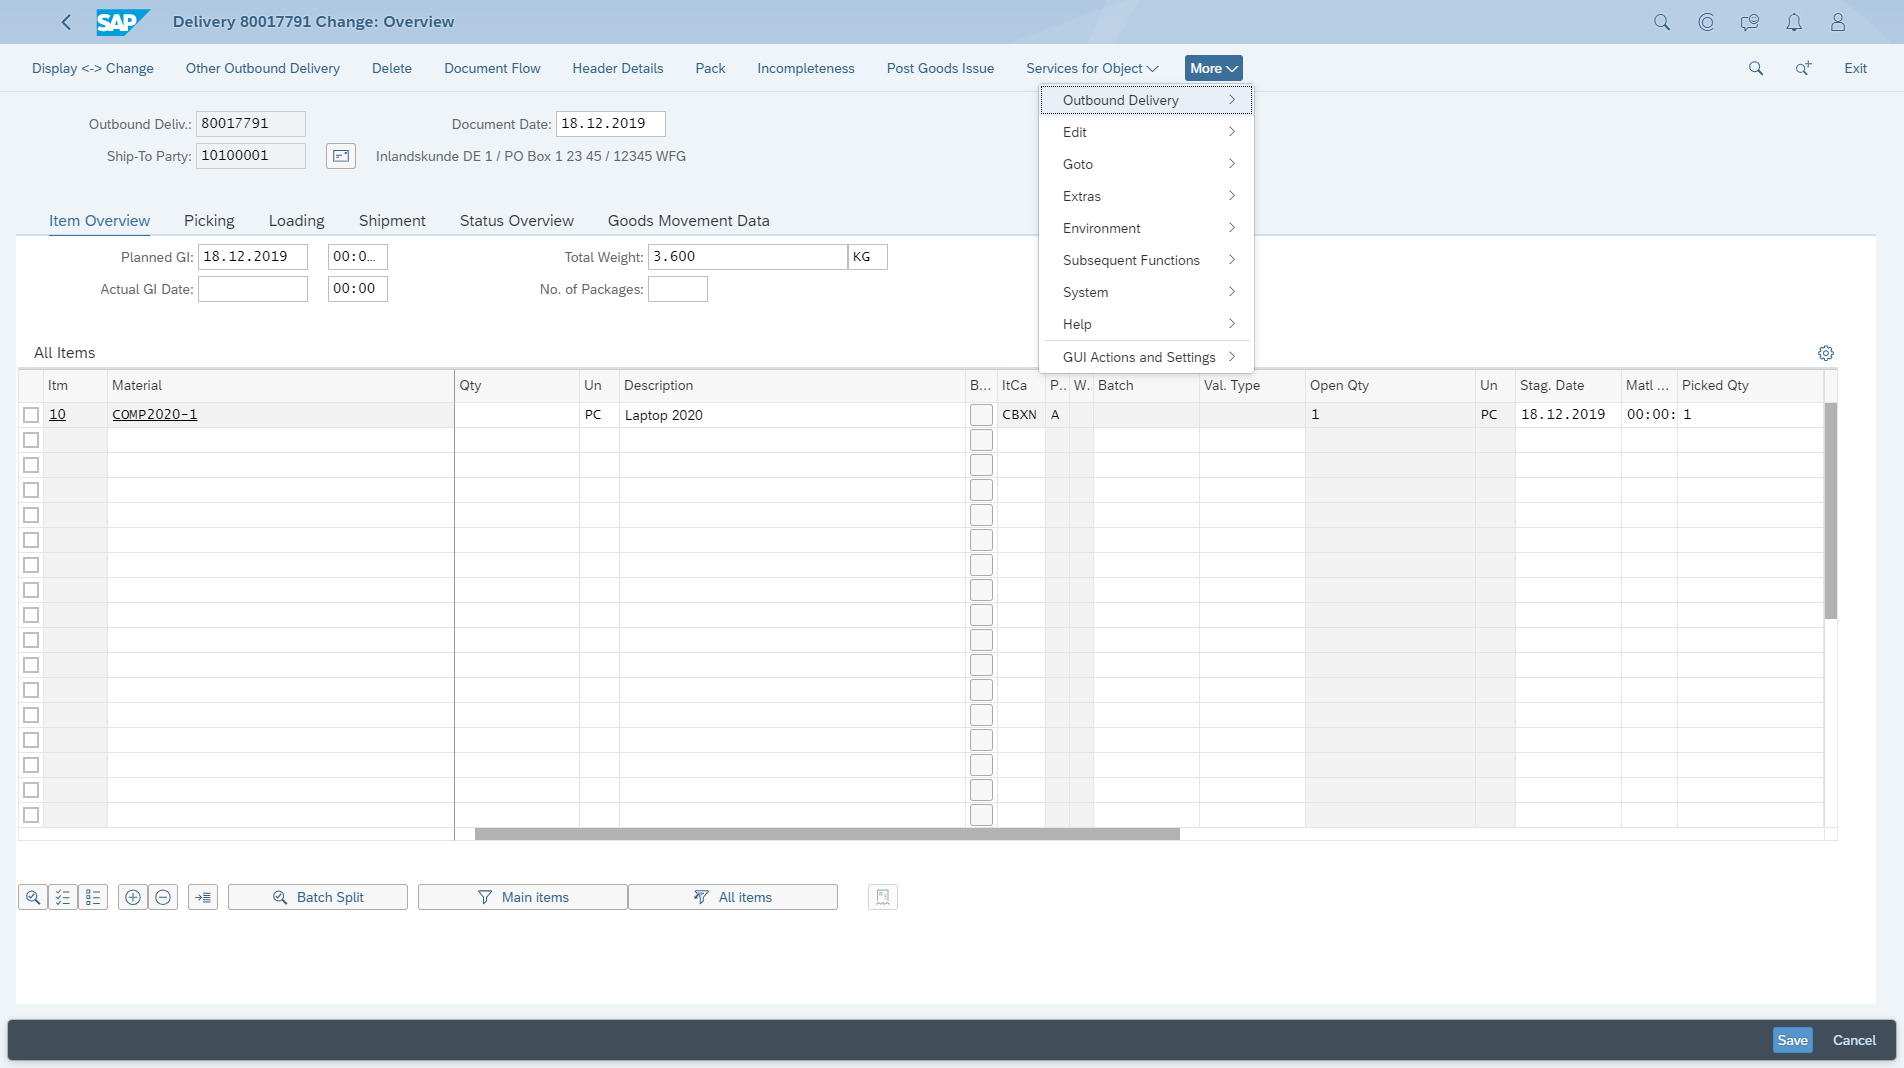 SAP Delivery 80017791 Change: Overview
Display <-> Change Other Outbound Delivery Delete Document Flow Header Details Pack Incompleteness Post Goods Issue Services for Object More Exit
Outbound Deliv.: 80017791 Document Date: 18.12.2019
Ship-To Party: 10100001 Inlandskunde DE 1 / PO Box 1 23 45 / 12345 WFG
Outbound Delivery
Edit
Goto
Extras
Environment
Subsequent Functions
System
Help
GUI Actions and Settings
Item Overview Picking Loading Shipment Status Overview Goods Movement Data
Planned GI: 18.12.2019 00:0... Total Weight: 3.600 KG
Actual GI Date: 00:00 No. of Packages:
All Items
Itm Material Qty Un Description B... ItCa P.. W. Batch Val. Type Open Qty Un Stag. Date Matl ... Picked Qty
10 COMP2020-1 PC Laptop 2020 CBXN A 1 PC 18.12.2019 00:00: 1
Batch Split Main items All items
Save Cancel